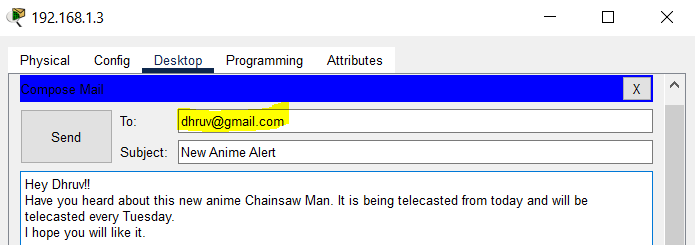 192.168.1.3
Physical Config Desktop Programming Attributes
Compose Mail
X
Send
To: dhruv@gmail.com
Subject: New Anime Alert
Hey Dhruv!!
Have you heard about this new anime Chainsaw Man. It is being telecasted from today and will be
telecasted every Tuesday.
I hope you will like it.